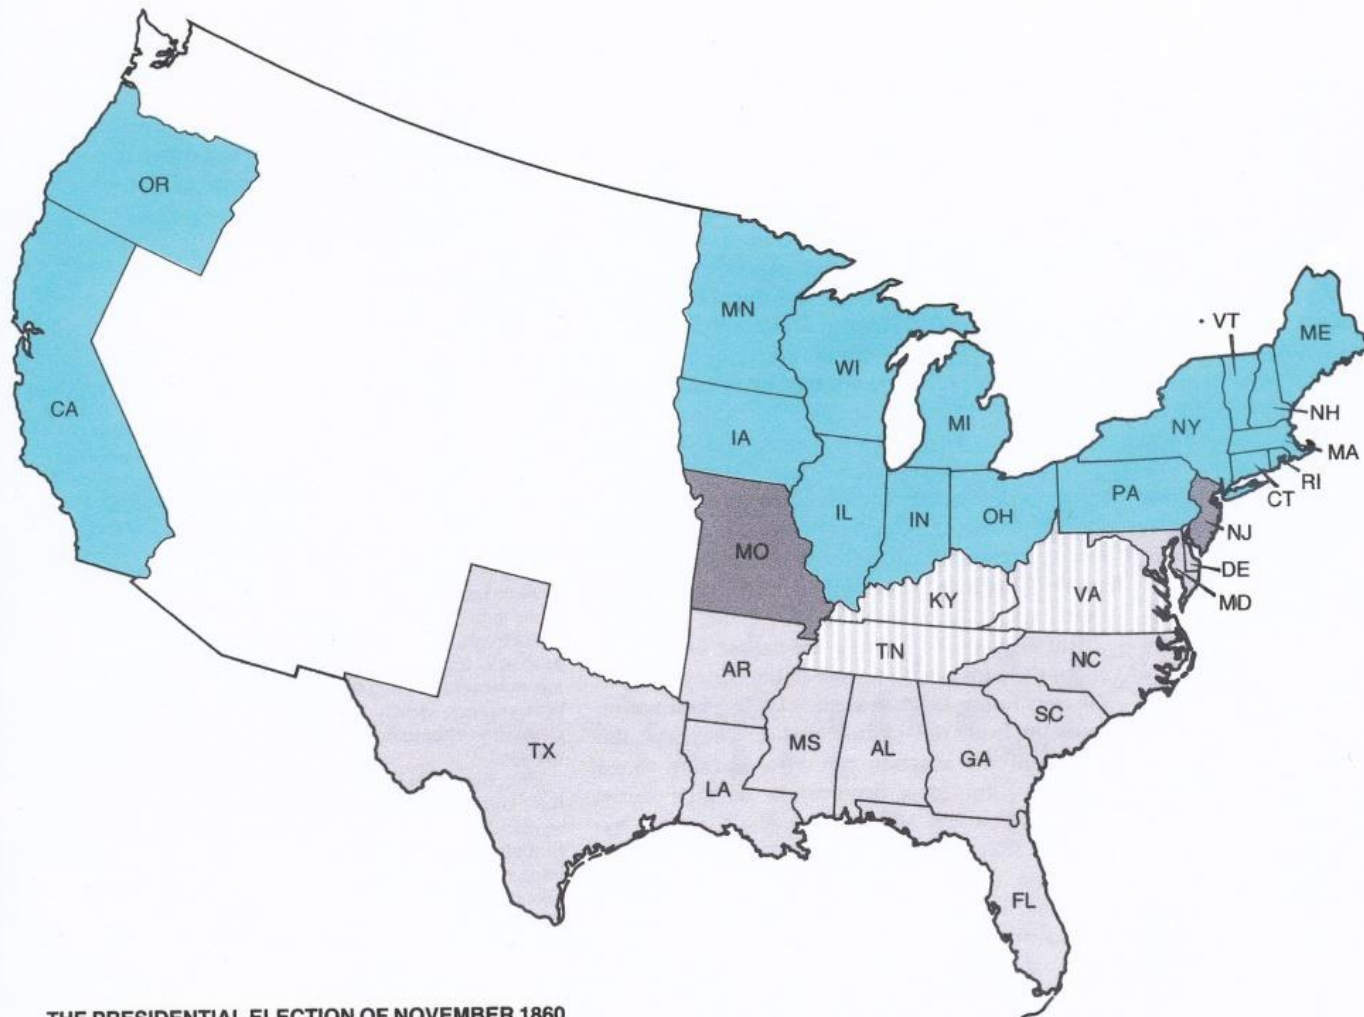 OR
CA
MN
WI
IA
MI
IL
IN
OH
MO
KY
TN
VA
PA
NY
VT
ME
NH
MA
RI
CT
NJ
DE
MD
NC
SC
AR
TX
LA
MS
AL
GA
FL
THE PRESIDENTIAL ELECTION OF NOVEMBER 1860